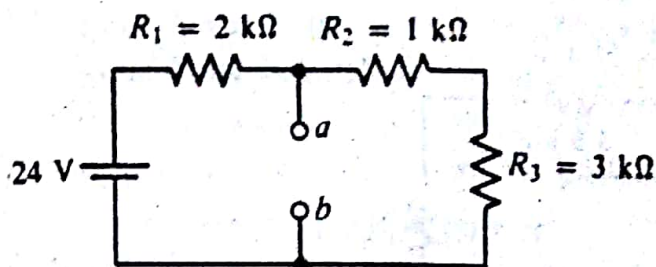 R₁ = 2 kΩ R₂ = 1 kΩ
a
24 V
R₃ = 3 kΩ
b